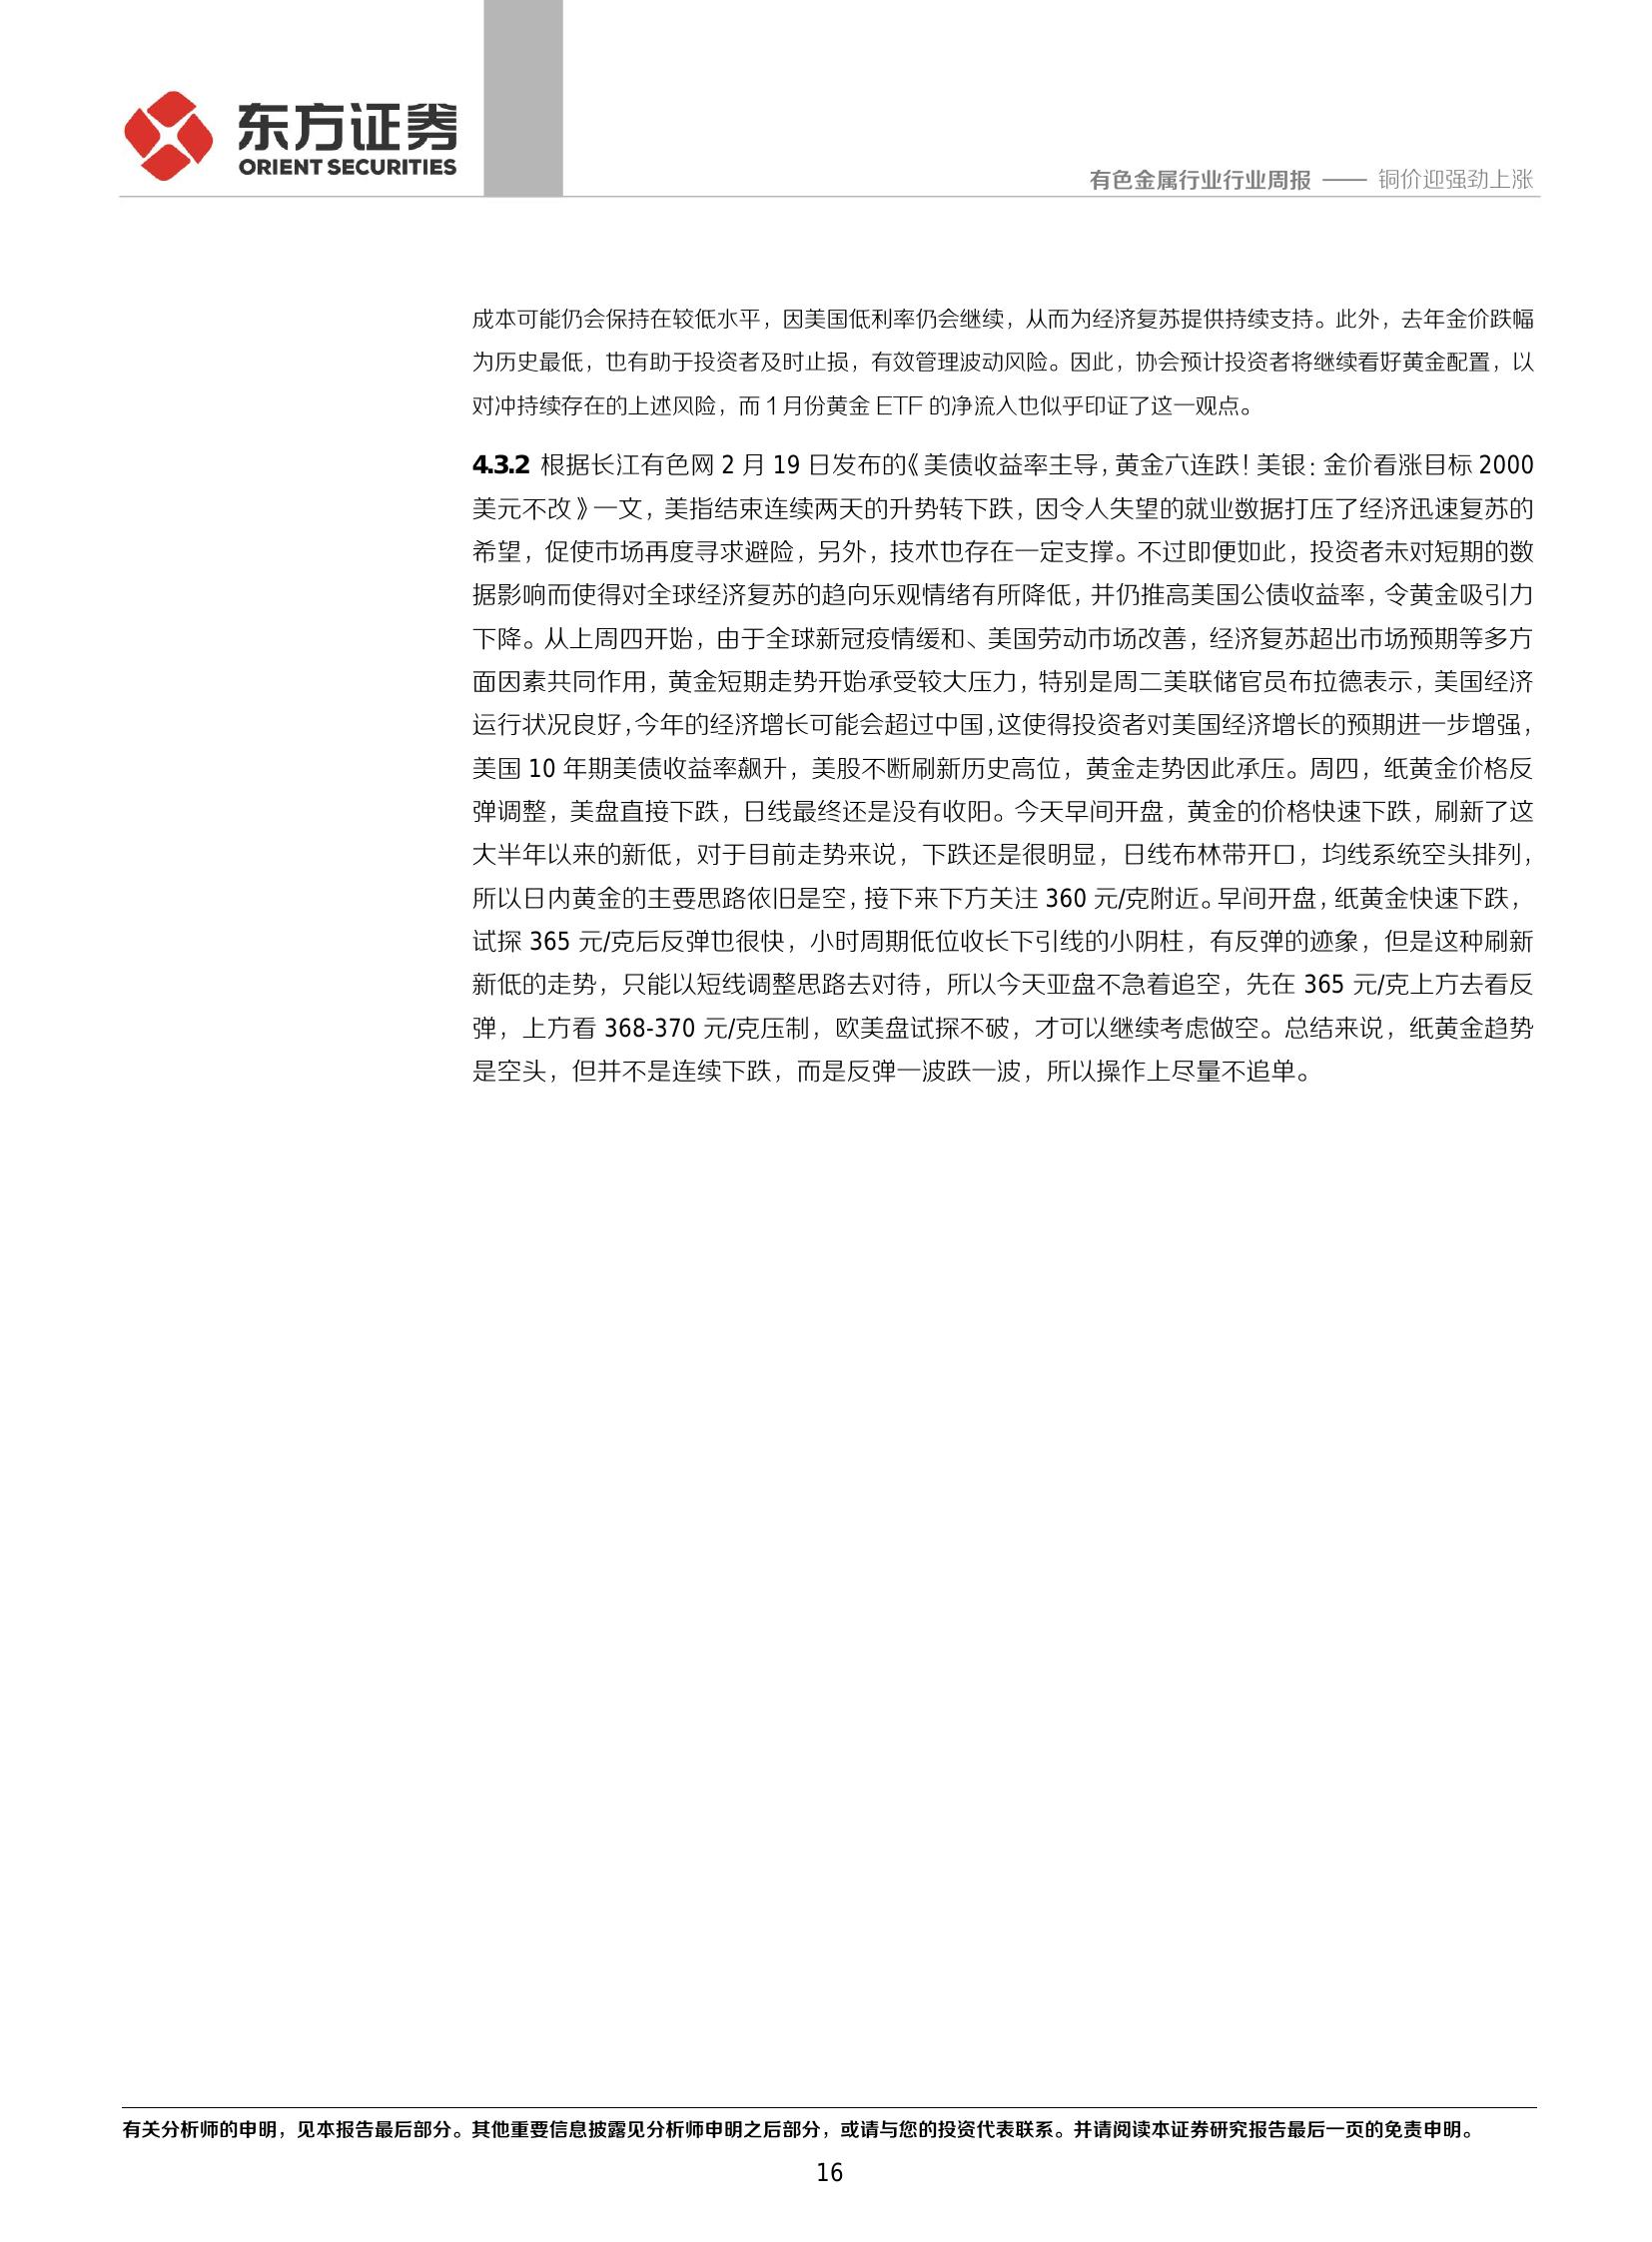 东方证券
ORIENT SECURITIES
有色金属行业行业周报 —— 铜价迎强劲上涨
成本可能仍会保持在较低水平，因美国低利率仍会继续，从而为经济复苏提供持续支持。此外，去年金价跌幅
为历史最低，也有助于投资者及时止损，有效管理波动风险。因此，协会预计投资者将继续看好黄金配置，以
对冲持续存在的上述风险，而 1 月份黄金 ETF 的净流入也似乎印证了这一观点。
4.3.2 根据长江有色网 2 月 19 日发布的《美债收益率主导，黄金六连跌！美银：金价看涨目标 2000
美元不改》一文，美指结束连续两天的升势转下跌，因令人失望的就业数据打压了经济迅速复苏的
希望，促使市场再度寻求避险，另外，技术也存在一定支撑。不过即便如此，投资者未对短期的数
据影响而使得对全球经济复苏的趋向乐观情绪有所降低，并仍推高美国公债收益率，令黄金吸引力
下降。从上周四开始，由于全球新冠疫情缓和、美国劳动市场改善，经济复苏超出市场预期等多方
面因素共同作用，黄金短期走势开始承受较大压力，特别是周二美联储官员布拉德表示，美国经济
运行状况良好，今年的经济增长可能会超过中国，这使得投资者对美国经济增长的预期进一步增强，
美国 10 年期美债收益率飙升，美股不断刷新历史高位，黄金走势因此承压。周四，纸黄金价格反
弹调整，美盘直接下跌，日线最终还是没有收阳。今天早间开盘，黄金的价格快速下跌，刷新了这
大半年以来的新低，对于目前走势来说，下跌还是很明显，日线布林带开口，均线系统空头排列，
所以日内黄金的主要思路依旧是空，接下来下方关注 360 元/克附近。早间开盘，纸黄金快速下跌，
试探 365 元/克后反弹也很快，小时周期低位收长下引线的小阴柱，有反弹的迹象，但是这种刷新
新低的走势，只能以短线调整思路去对待，所以今天亚盘不急着追空，先在 365 元/克上方去看反
弹，上方看 368-370 元/克压制，欧美盘试探不破，才可以继续考虑做空。总结来说，纸黄金趋势
是空头，但并不是连续下跌，而是反弹一波跌一波，所以操作上尽量不追单。
有关分析师的申明，见本报告最后部分。其他重要信息披露见分析师申明之后部分，或请与您的投资代表联系。并请阅读本证券研究报告最后一页的免责申明。
16